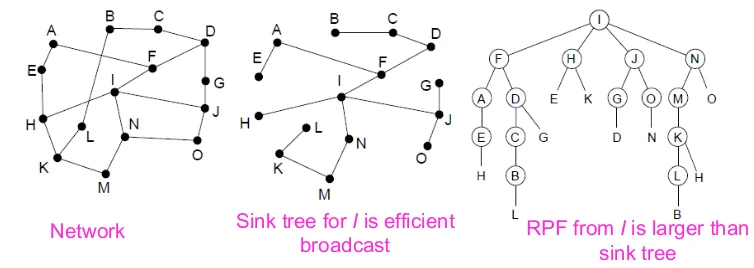 B C
A D
F
E I G
H J
L N
K O
M
Network
B C
A D
E F
I G
H J
L N
K O
M
Sink tree for I is efficient
broadcast
I
F H J N
A D E K G O M O
E C G D N K
H B L H
L B
RPF from I is larger than
sink tree